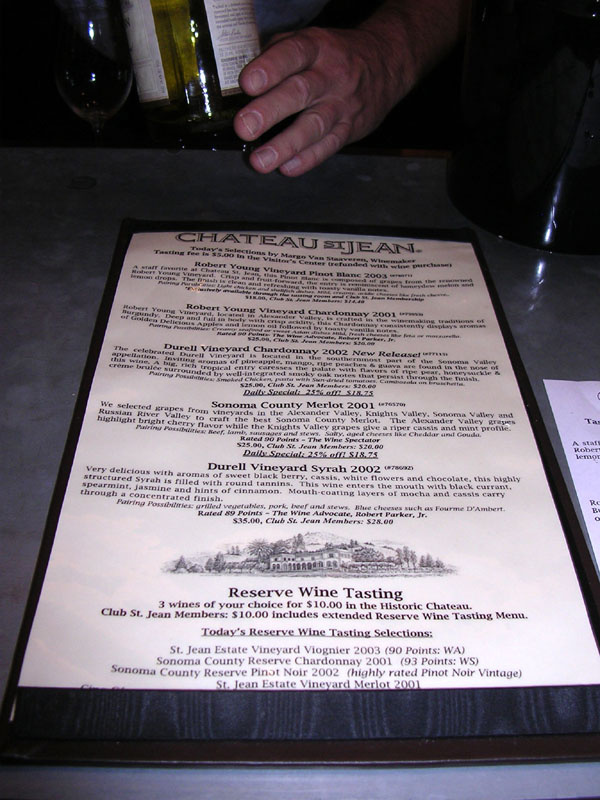 CHATEAU ST JEAN
Today's Selections by Margo Van Staaveren, Winemaker
Tasting fee is $5.00 in the Visitor's Center (refunded with wine purchase)
Robert Young Vineyard Pinot Blanc 2003
A staff favorite at Chateau St. Jean, this Pinot Blanc is composed of grapes from the renowned
Robert Young Vineyard. Crisp and fruit-forward, the entry is reminiscent of honeydew melon and
lemon drops. The finish is clean and refreshing with toasty vanilla notes.
available through the tasting room and Club St. Jean Membership
$18.00, Club St. Jean Members: $14.40
Robert Young Vineyard Chardonnay 2001
Robert Young Vineyard, located in Alexander Valley, is crafted in the winemaking traditions of
Burgundy. Deep and full in body with crisp acidity, this Chardonnay consistently displays aromas
of Golden Delicious Apples and lemon oil followed by toasty vanilla notes.
Rated 90 Points - The Wine Advocate, Robert Parker, Jr.
$25.00, Club St. Jean Members: $20.00
Durell Vineyard Chardonnay 2002 New Release!
The celebrated Durell Vineyard is located in the southernmost part of the Sonoma Valley
appellation. Inviting aromas of pineapple, mango, ripe peaches & guava are found in the nose of
this wine. A big, rich tropical entry caresses the palate with flavors of ripe pear, honeysuckle &
crème brulee surrounded by well-integrated smoky oak notes that persist through the finish.
Pairing Possibilities: Smoked Chicken, pasta with Sun-dried tomatoes, Cambozola on bruschetta.
$25.00, Club St. Jean Members: $20.00
Daily Special: 25% off! $18.75
Sonoma County Merlot 2001 (#76570)
We selected grapes from vineyards in the Alexander Valley, Knights Valley, Sonoma Valley and
Russian River Valley to craft the best Sonoma County Merlot. The Alexander Valley grapes
highlight bright cherry flavor while the Knights Valley grapes give a riper cassis and mint profile.
Pairing Possibilities: Beef, lamb, sausages and stews. Salty, aged cheeses like Cheddar and Gouda.
Rated 90 Points - The Wine Spectator
$25.00, Club St. Jean Members: $20.00
Daily Special: 25% off! $18.75
Durell Vineyard Syrah 2002 (#78692)
Very delicious with aromas of sweet black berry, cassis, white flowers and chocolate, this highly
structured Syrah is filled with round tannins. This wine enters the mouth with black currant,
spearmint, jasmine and hints of cinnamon. Mouth-coating layers of mocha and cassis carry
through a concentrated finish.
Pairing Possibilities: grilled vegetables, pork, beef and stews. Blue cheeses such as Fourme D'Ambert.
Rated 89 Points - The Wine Advocate, Robert Parker, Jr.
$35.00, Club St. Jean Members: $28.00
Reserve Wine Tasting
3 wines of your choice for $10.00 in the Historic Chateau.
Club St. Jean Members: $10.00 includes extended Reserve Wine Tasting Menu.
Today's Reserve Wine Tasting Selections:
St. Jean Estate Vineyard Viognier 2003 (90 Points: WA)
Sonoma County Reserve Chardonnay 2001 (93 Points: WS)
Sonoma County Reserve Pinot Noir 2002 (highly rated Pinot Noir Vintage)
St. Jean Estate Vineyard Merlot 2001
A staff
Robert
lemon